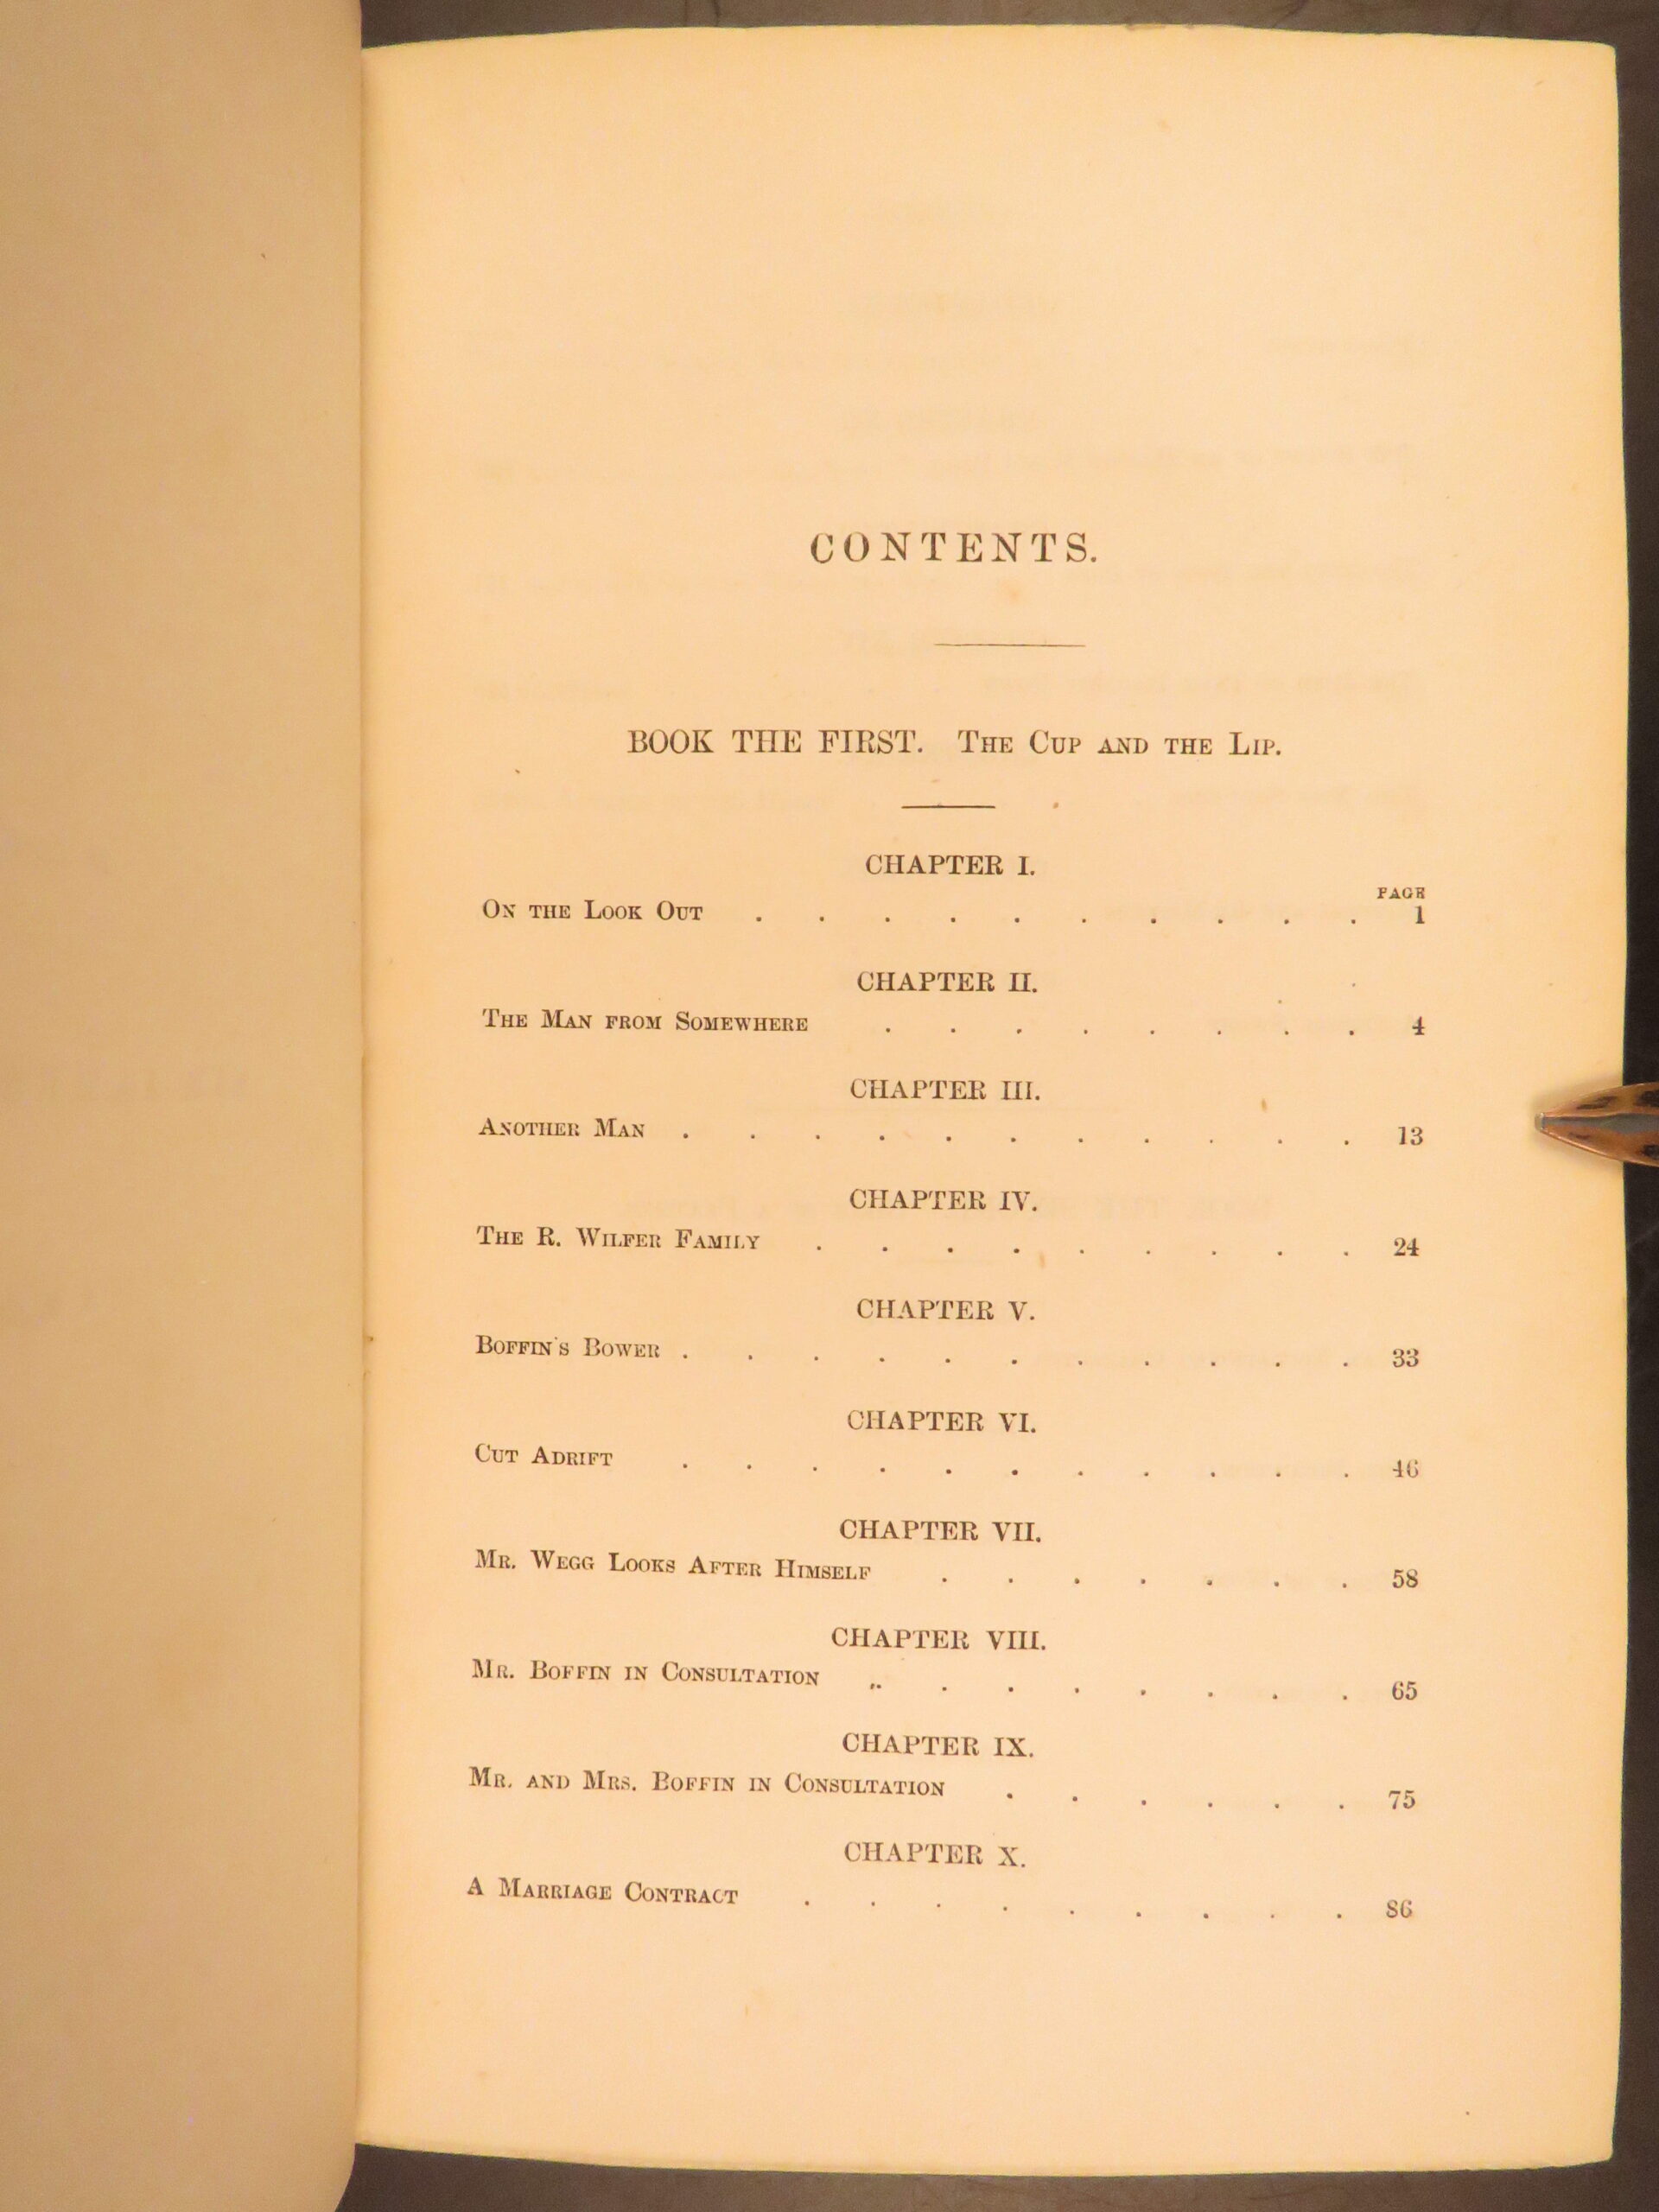 CONTENTS.
BOOK THE FIRST. The Cup and the Lip.
CHAPTER I.
PAGE
On the Look Out . . . . . . . . . . 1
CHAPTER II.
The Man from Somewhere . . . . . . . . 4
CHAPTER III.
Another Man . . . . . . . . . . . 13
CHAPTER IV.
The R. Wilfer Family . . . . . . . . . 24
CHAPTER V.
Boffin's Bower . . . . . . . . . . . 33
CHAPTER VI.
Cut Adrift . . . . . . . . . . . 46
CHAPTER VII.
Mr. Wegg Looks After Himself . . . . . . . 58
CHAPTER VIII.
Mr. Boffin in Consultation . . . . . . . . 65
CHAPTER IX.
Mr. and Mrs. Boffin in Consultation . . . . . . 75
CHAPTER X.
A Marriage Contract . . . . . . . . . 86